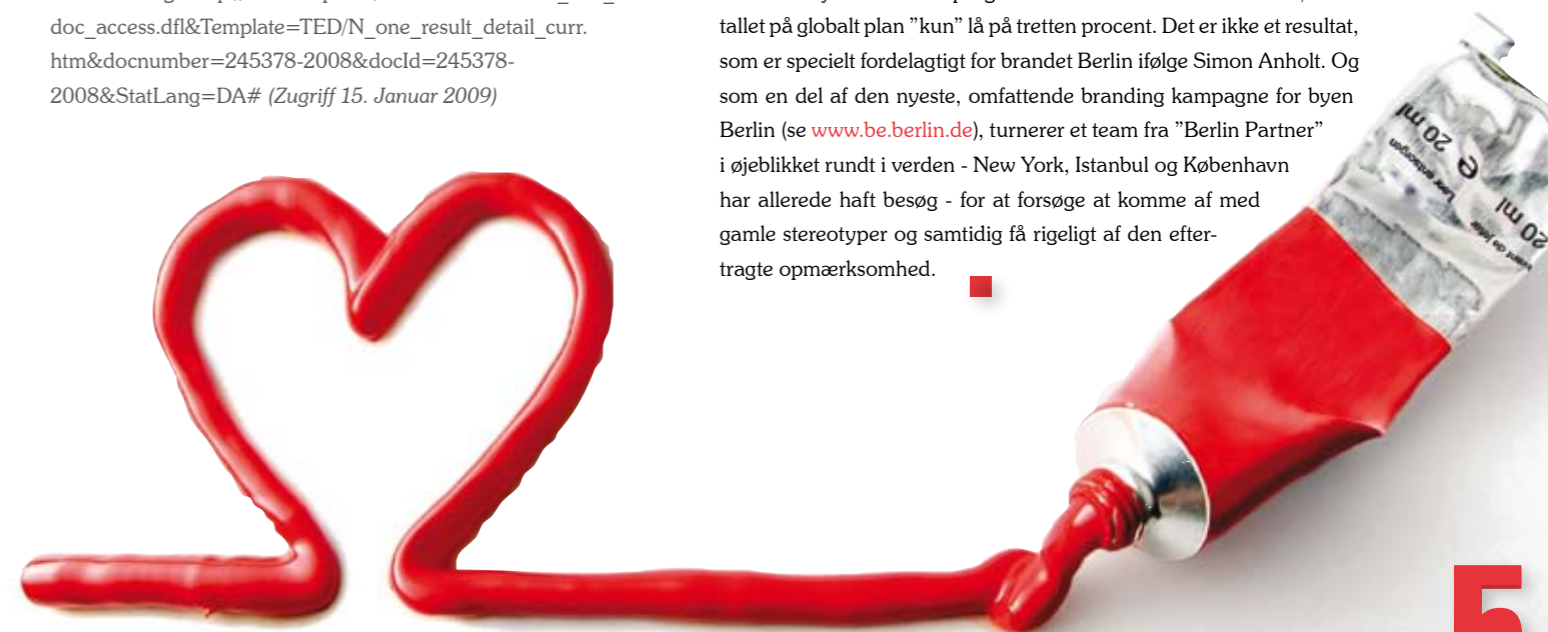 doc_access.dfl&Template=TED/N_one_result_detail_curr.
htm&docnumber=245378-2008&docId=245378-
2008&StatLang=DA# (Zugriff 15. Januar 2009)
tallet på globalt plan ”kun” lå på tretten procent. Det er ikke et resultat,
som er specielt fordelagtigt for brandet Berlin ifølge Simon Anholt. Og
som en del af den nyeste, omfattende branding kampagne for byen
Berlin (se www.be.berlin.de), turnerer et team fra ”Berlin Partner”
i øjeblikket rundt i verden - New York, Istanbul og København
har allerede haft besøg - for at forsøge at komme af med
gamle stereotyper og samtidig få rigeligt af den efter-
tragte opmærksomhed.
e 20 ml
20 ml
5